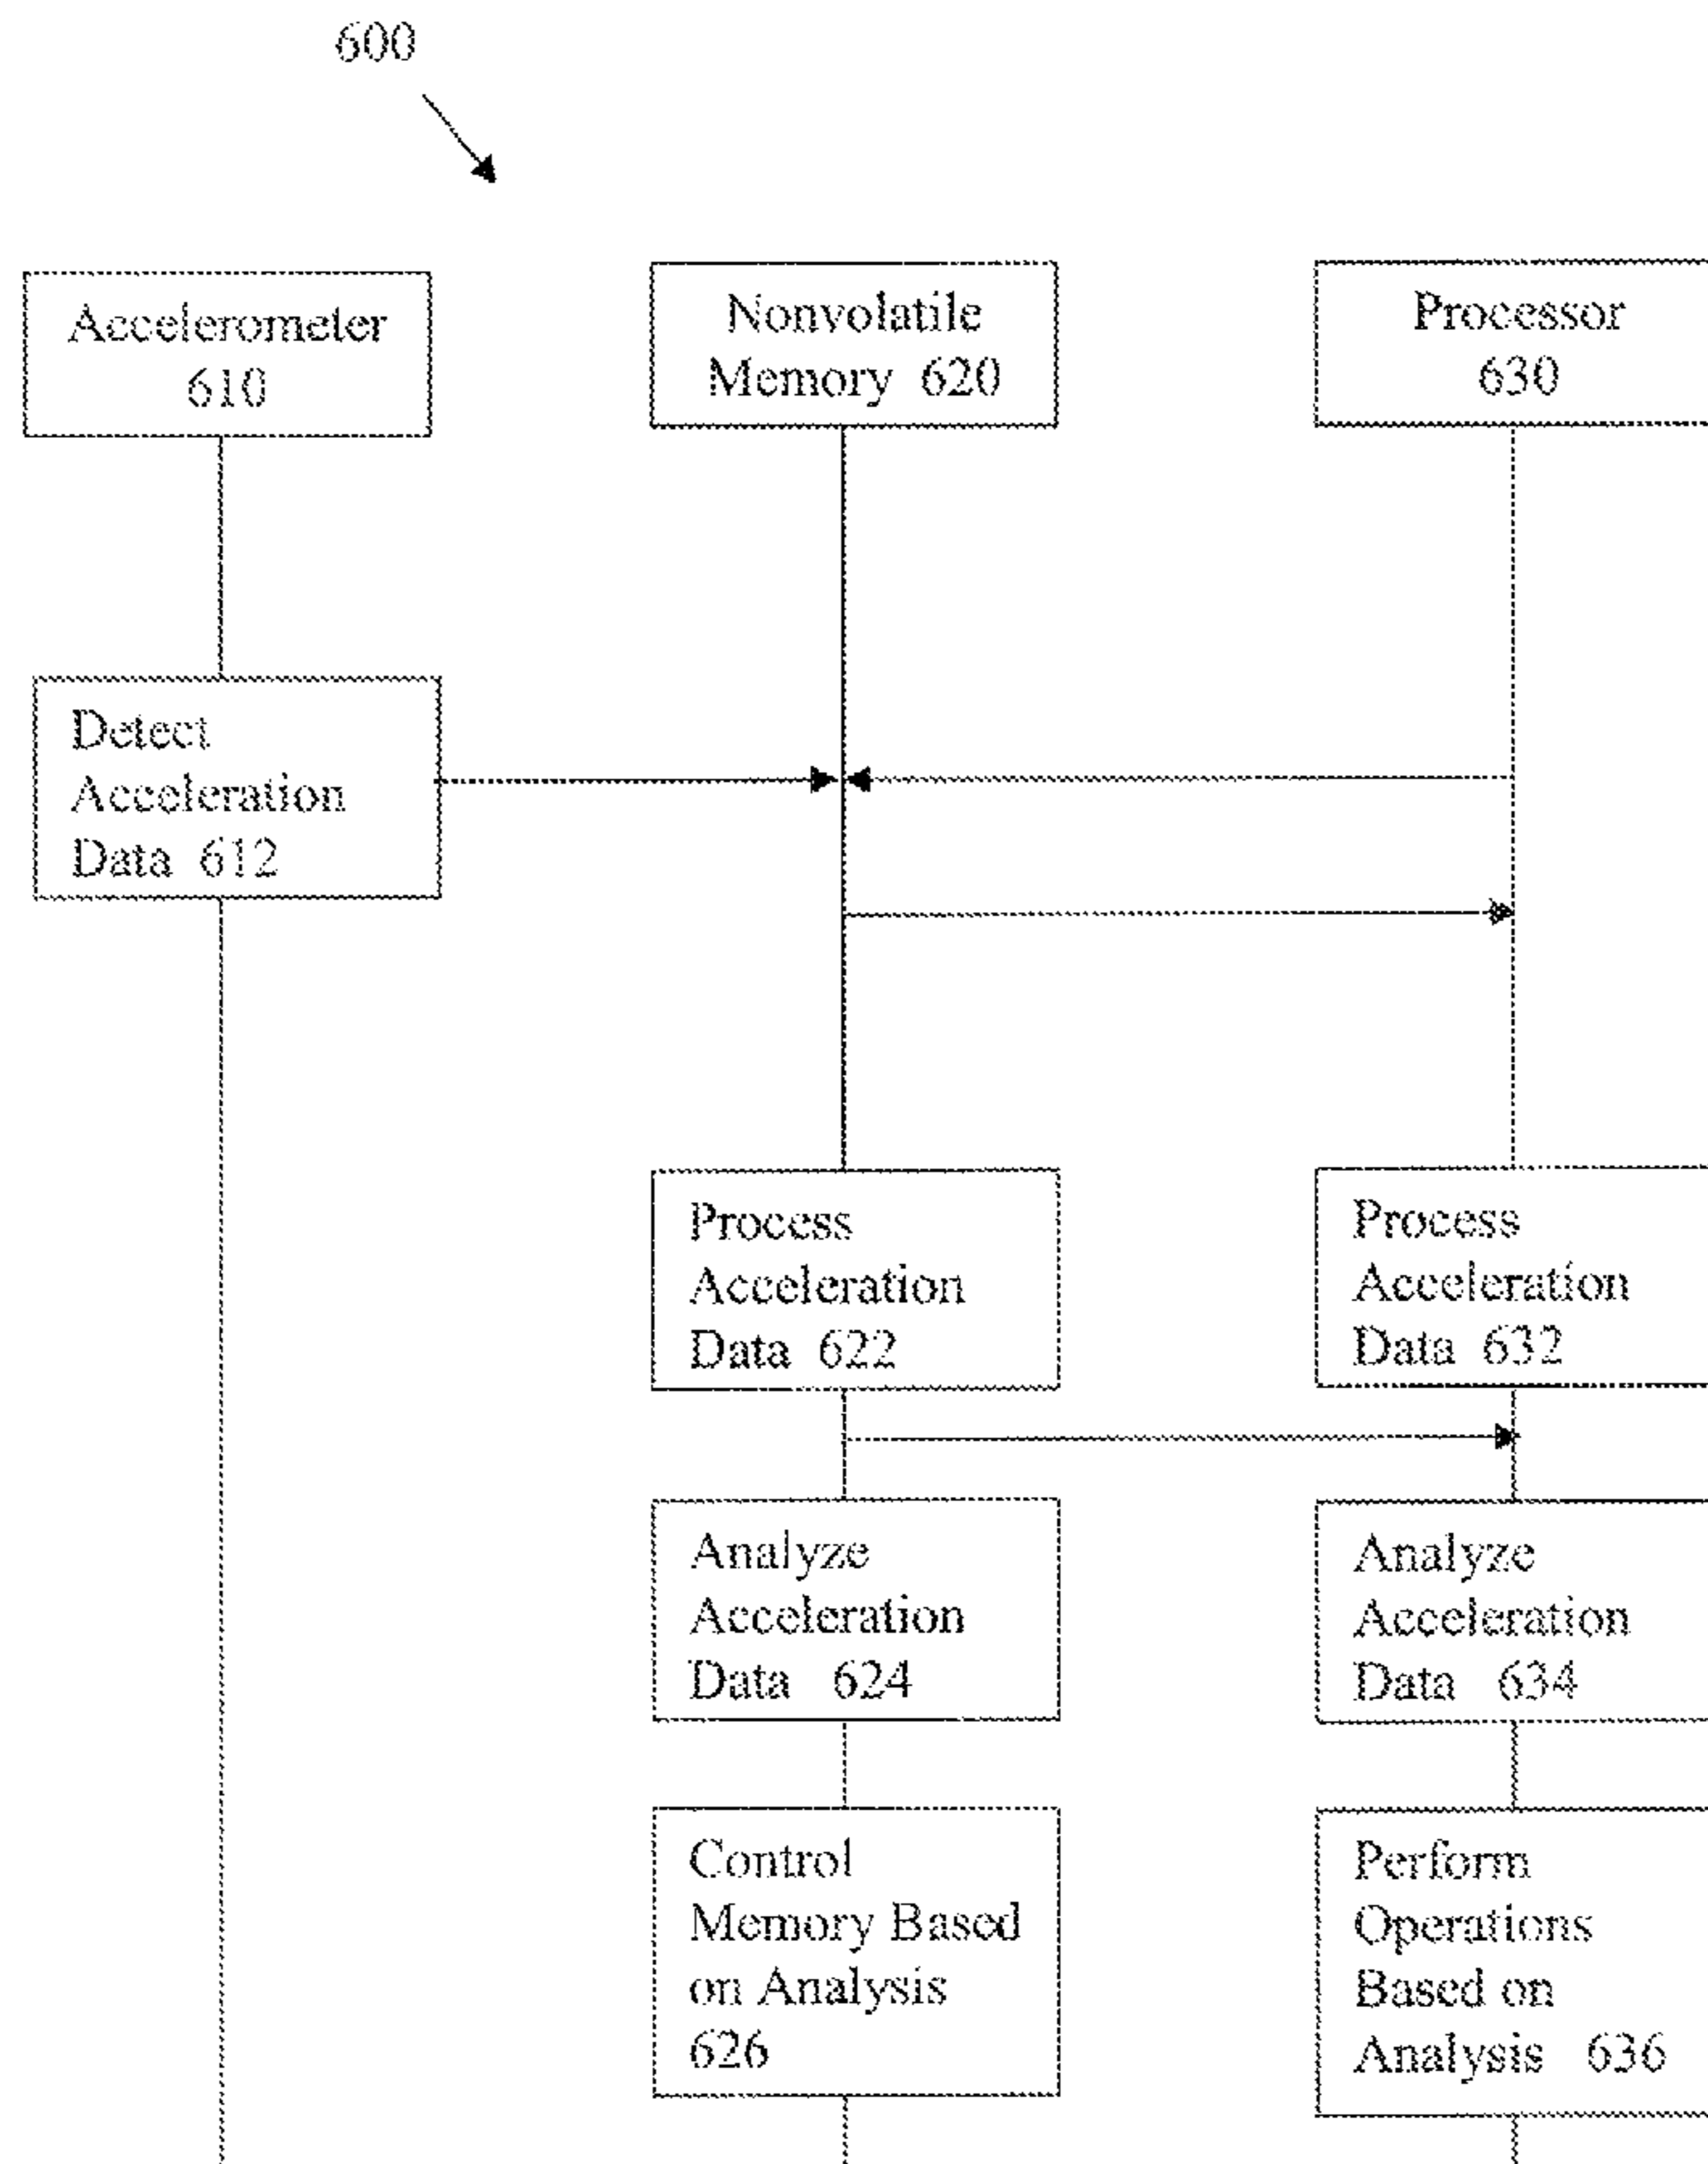 600
Accelerometer
610
Nonvolatile
Memory 620
Processor
630
Detect
Acceleration
Data 612
Process
Acceleration
Data 622
Process
Acceleration
Data 632
Analyze
Acceleration
Data 624
Analyze
Acceleration
Data 634
Control
Memory Based
on Analysis
626
Perform
Operations
Based on
Analysis 636